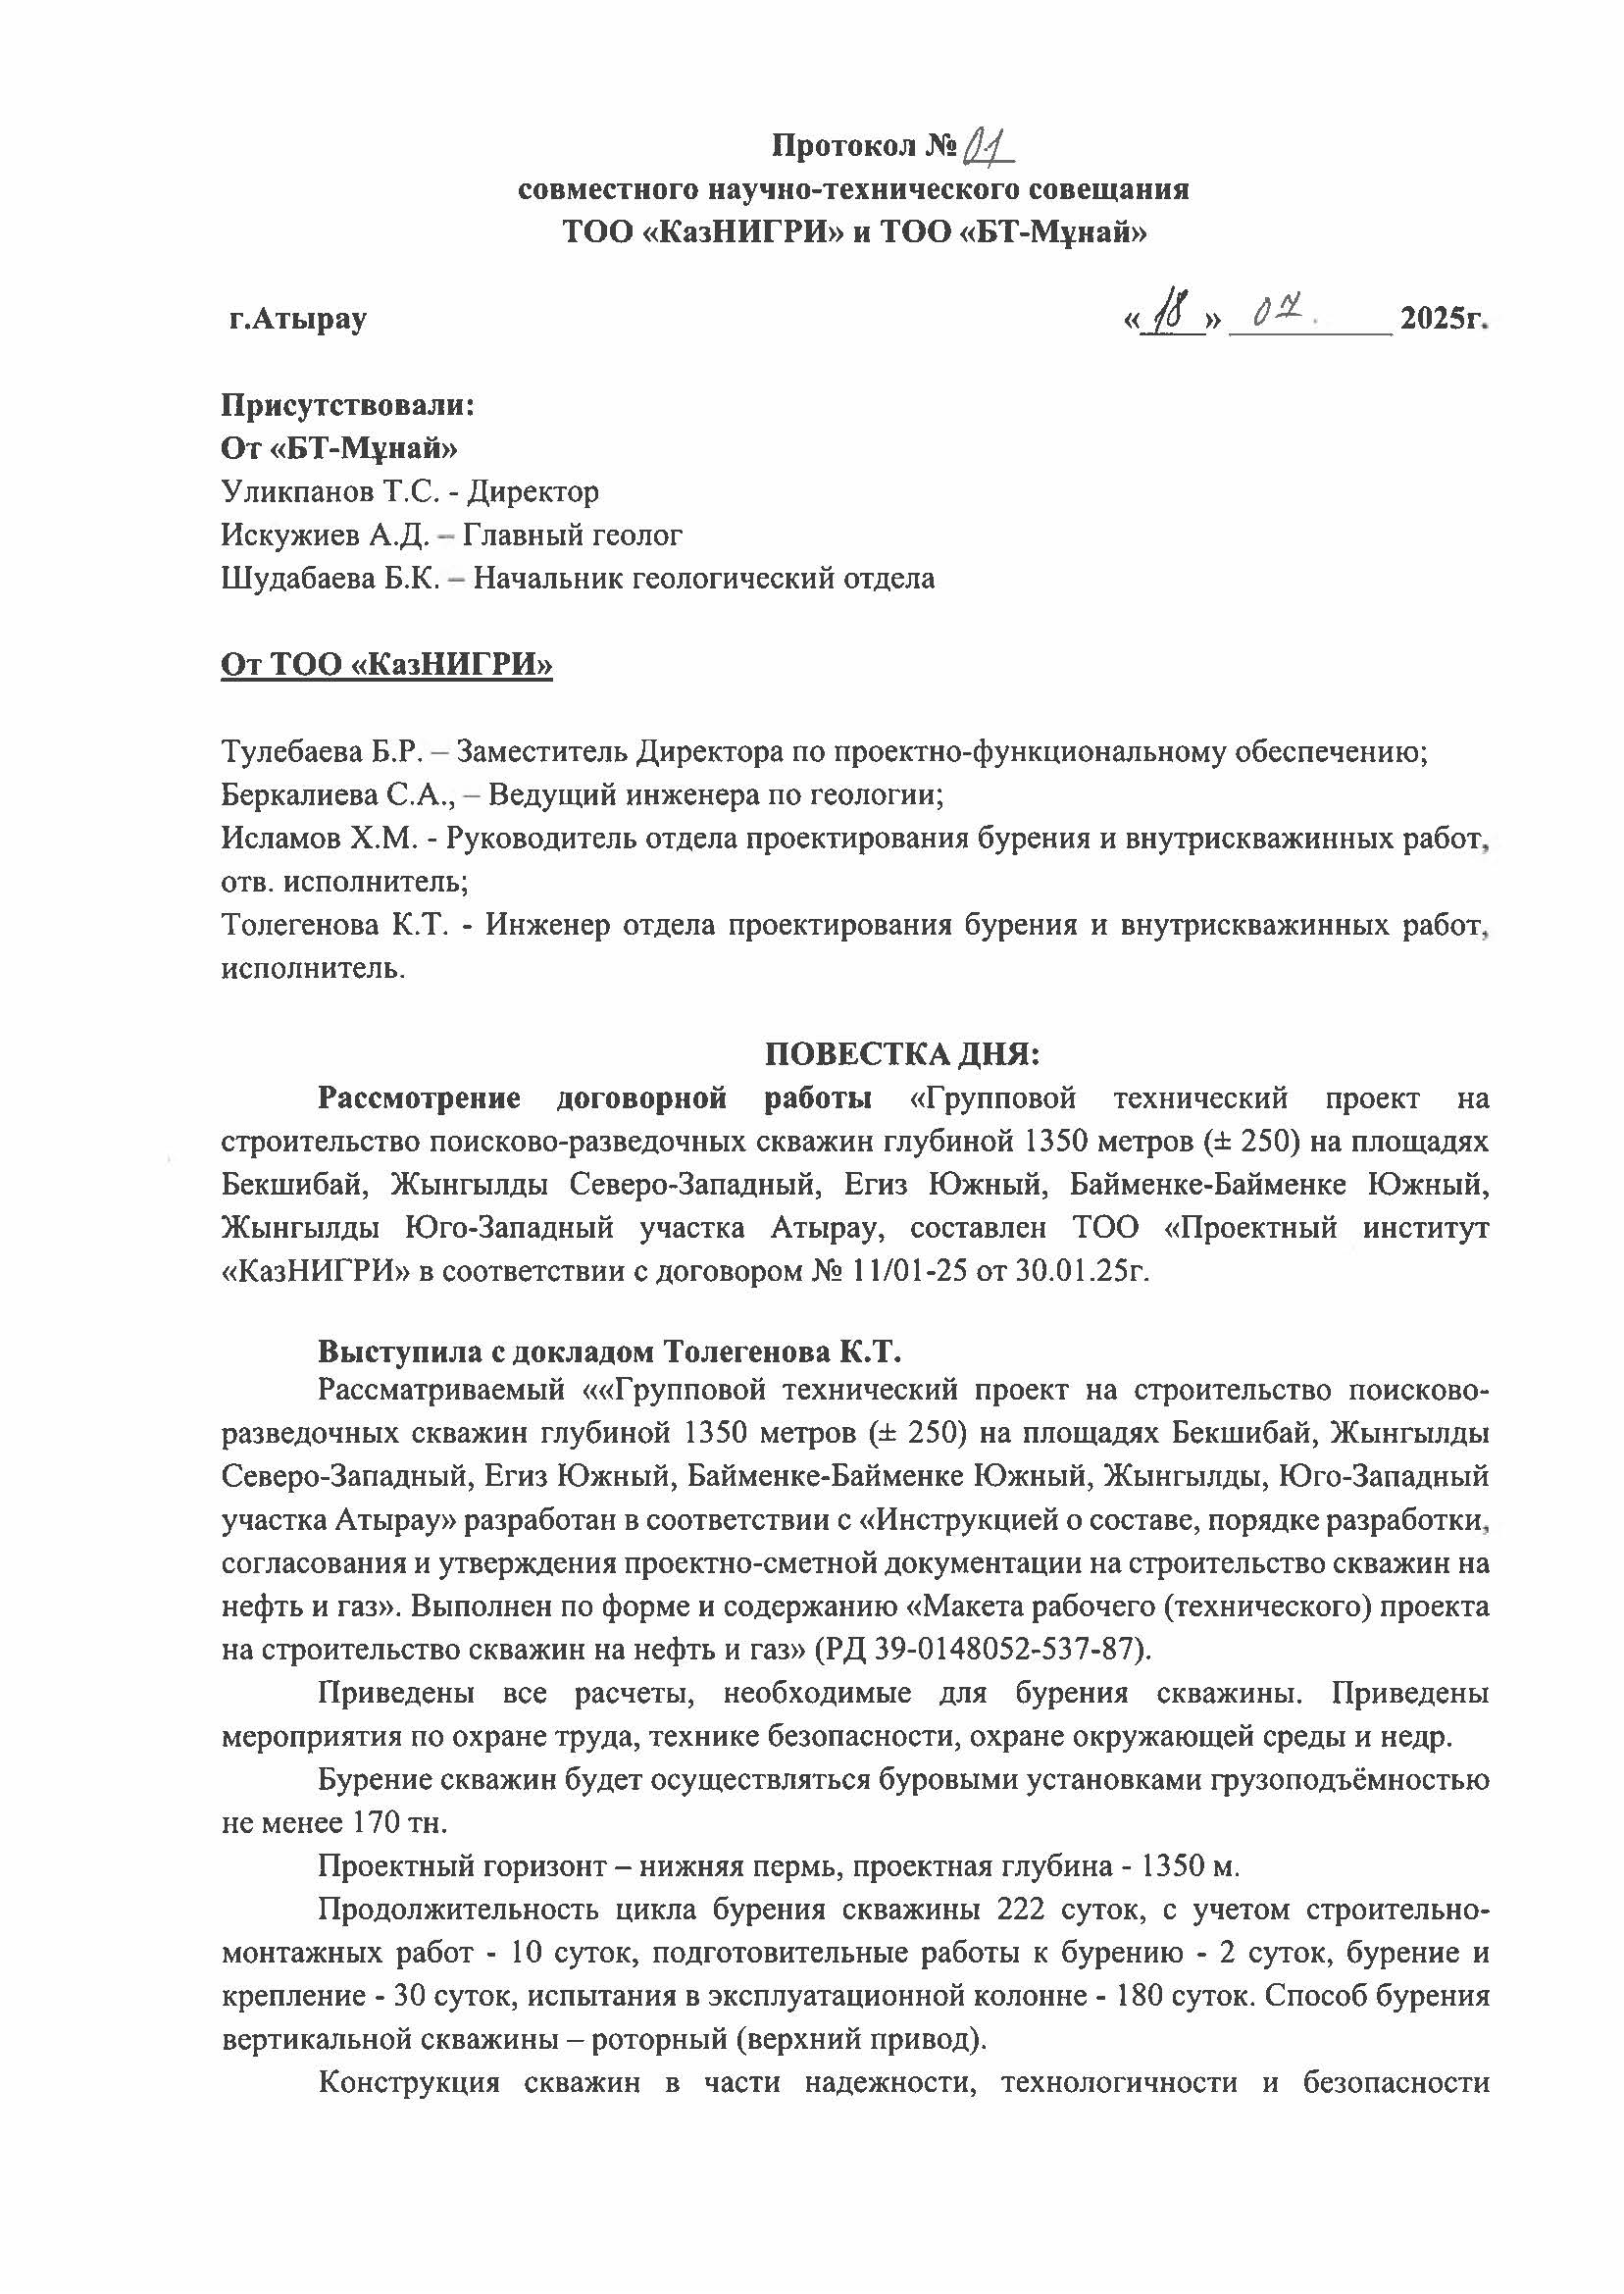 Протокол № 01
совместного научно-технического совещания
ТОО «КазНИГРИ» и ТОО «БТ-Мұнай»
г.Атырау «18» 07. 2025г.
Присутствовали:
От «БТ-Мұнай»
Уликпанов Т.С. - Директор
Искужиев А.Д. – Главный геолог
Шудабаева Б.К. – Начальник геологический отдела
От ТОО «КазНИГРИ»
Тулебаева Б.Р. – Заместитель Директора по проектно-функциональному обеспечению;
Беркалиева С.А., – Ведущий инженера по геологии;
Исламов Х.М. - Руководитель отдела проектирования бурения и внутрискважинных работ,
отв. исполнитель;
Толегенова К.Т. - Инженер отдела проектирования бурения и внутрискважинных работ,
исполнитель.
ПОВЕСТКА ДНЯ:
Рассмотрение договорной работы «Групповой технический проект на
строительство поисково-разведочных скважин глубиной 1350 метров (± 250) на площадях
Бекшибай, Жынгылды Северо-Западный, Егиз Южный, Байменке-Байменке Южный,
Жынгылды Юго-Западный участка Атырау, составлен ТОО «Проектный институт
«КазНИГРИ» в соответствии с договором № 11/01-25 от 30.01.25г.
Выступила с докладом Толегенова К.Т.
Рассматриваемый ««Групповой технический проект на строительство поисково-
разведочных скважин глубиной 1350 метров (± 250) на площадях Бекшибай, Жынгылды
Северо-Западный, Егиз Южный, Байменке-Байменке Южный, Жынгылды, Юго-Западный
участка Атырау» разработан в соответствии с «Инструкцией о составе, порядке разработки,
согласования и утверждения проектно-сметной документации на строительство скважин на
нефть и газ». Выполнен по форме и содержанию «Макета рабочего (технического) проекта
на строительство скважин на нефть и газ» (РД 39-0148052-537-87).
Приведены все расчеты, необходимые для бурения скважины. Приведены
мероприятия по охране труда, технике безопасности, охране окружающей среды и недр.
Бурение скважин будет осуществляться буровыми установками грузоподъёмностью
не менее 170 тн.
Проектный горизонт – нижняя пермь, проектная глубина - 1350 м.
Продолжительность цикла бурения скважины 222 суток, с учетом строительно-
монтажных работ - 10 суток, подготовительные работы к бурению - 2 суток, бурение и
крепление - 30 суток, испытания в эксплуатационной колонне - 180 суток. Способ бурения
вертикальной скважины – роторный (верхний привод).
Конструкция скважин в части надежности, технологичности и безопасности